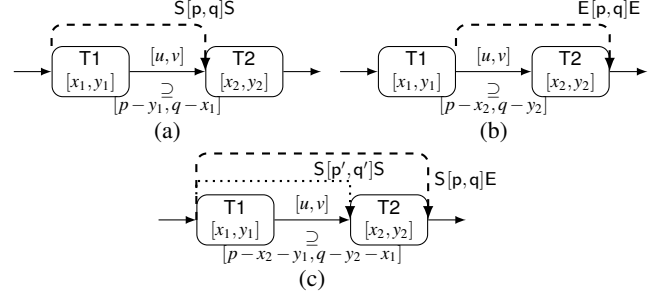 S[p,q]S
T1 [u,v] T2
[x₁,y₁] ⊇ [x₂,y₂]
[p−y₁,q−x₁]
(a)
E[p,q]E
T1 [u,v] T2
[x₁,y₁] ⊇ [x₂,y₂]
[p−x₂,q−y₂]
(b)
S[p′,q′]S S[p,q]E
T1 [u,v] T2
[x₁,y₁] ⊇ [x₂,y₂]
[p−x₂−y₁,q−y₂−x₁]
(c)